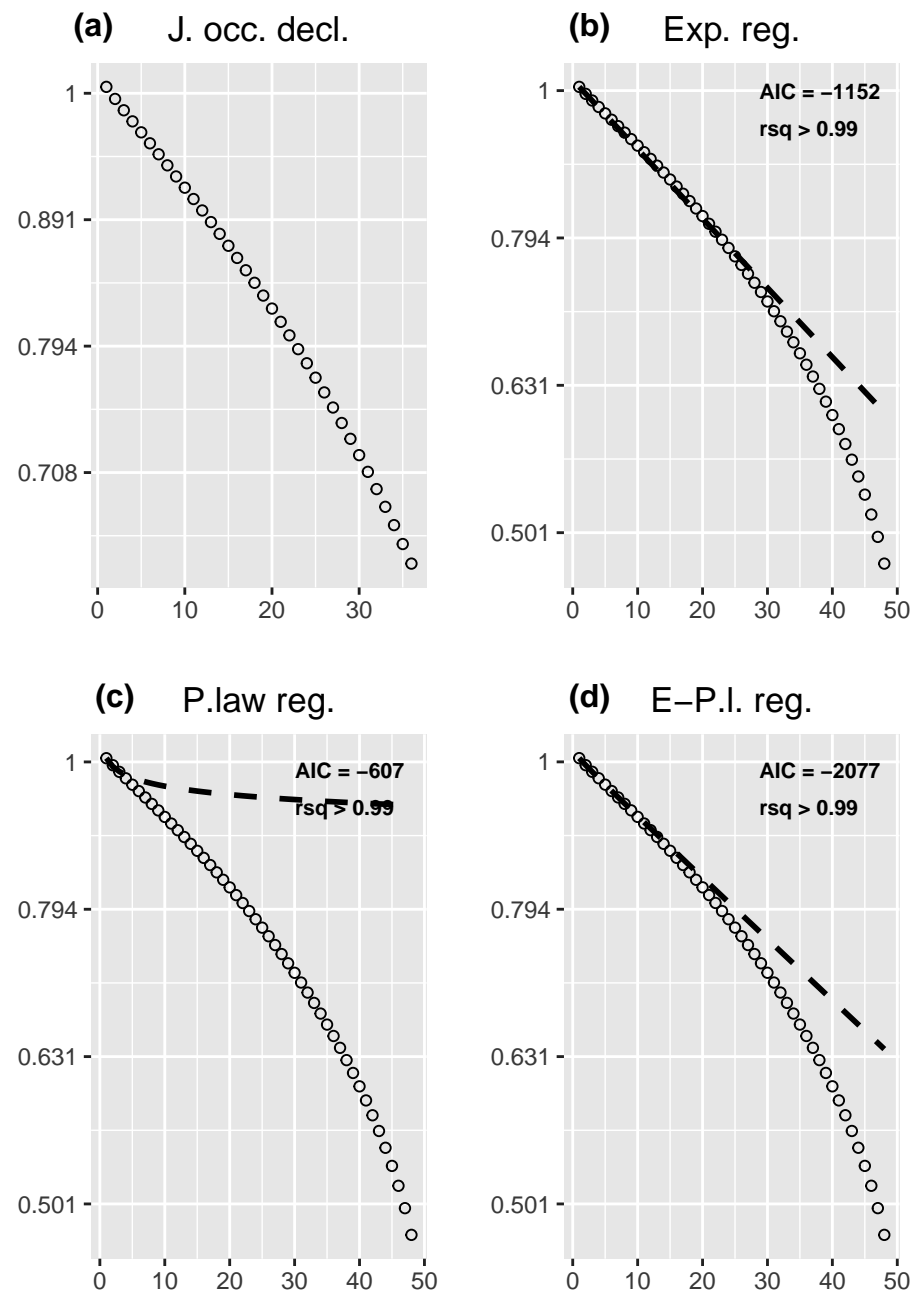 (a) J. occ. decl.
1
0.891
0.794
0.708
0 10 20 30
(b) Exp. reg.
AIC = −1152
rsq > 0.99
1
0.794
0.631
0.501
0 10 20 30 40 50
(c) P.law reg.
AIC = −607
rsq > 0.99
1
0.794
0.631
0.501
0 10 20 30 40 50
(d) E−P.l. reg.
AIC = −2077
rsq > 0.99
1
0.794
0.631
0.501
0 10 20 30 40 50